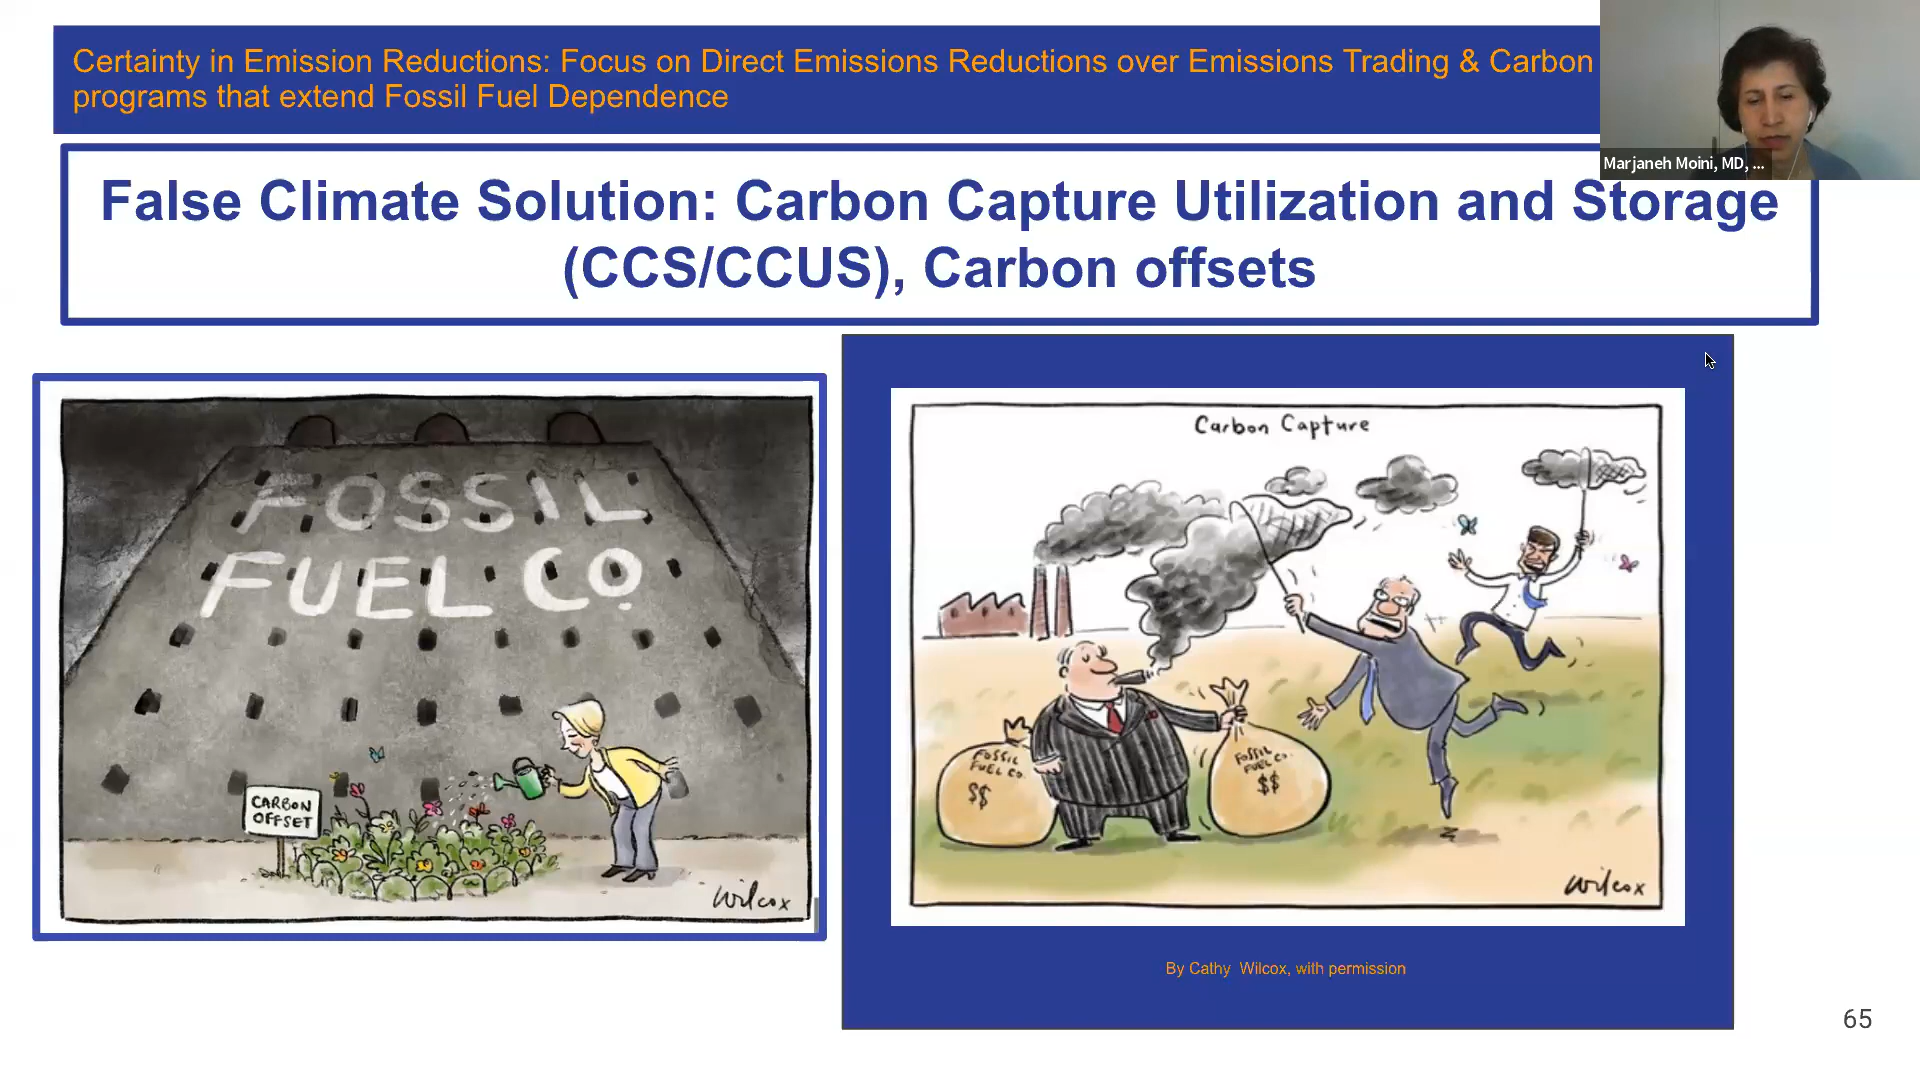 Certainty in Emission Reductions: Focus on Direct Emissions Reductions over Emissions Trading & Carbon
programs that extend Fossil Fuel Dependence
Marjaneh Moini, MD, ...
False Climate Solution: Carbon Capture Utilization and Storage
(CCS/CCUS), Carbon offsets
FOSSIL
FUEL CO.
CARBON
OFFSET
Wilcox
Carbon Capture
FOSSIL
FUEL CO.
$$
FOSSIL
FUEL CO.
$$
Wilcox
By Cathy Wilcox, with permission
65